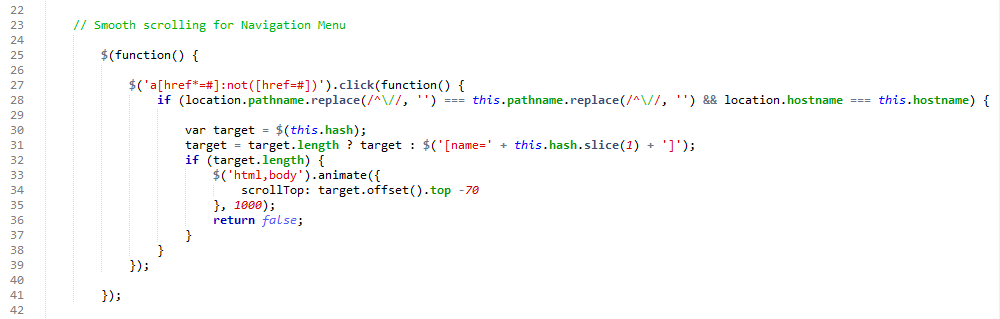 22
23 // Smooth scrolling for Navigation Menu
24
25 $(function() {
26
27 $('a[href*=#]:not([href=#])').click(function() {
28 if (location.pathname.replace(/^\//, '') === this.pathname.replace(/^\//, '') && location.hostname === this.hostname) {
29
30 var target = $(this.hash);
31 target = target.length ? target : $('[name=' + this.hash.slice(1) + ']');
32 if (target.length) {
33 $('html,body').animate({
34 scrollTop: target.offset().top -70
35 }, 1000);
36 return false;
37 }
38 }
39 });
40
41 });
42